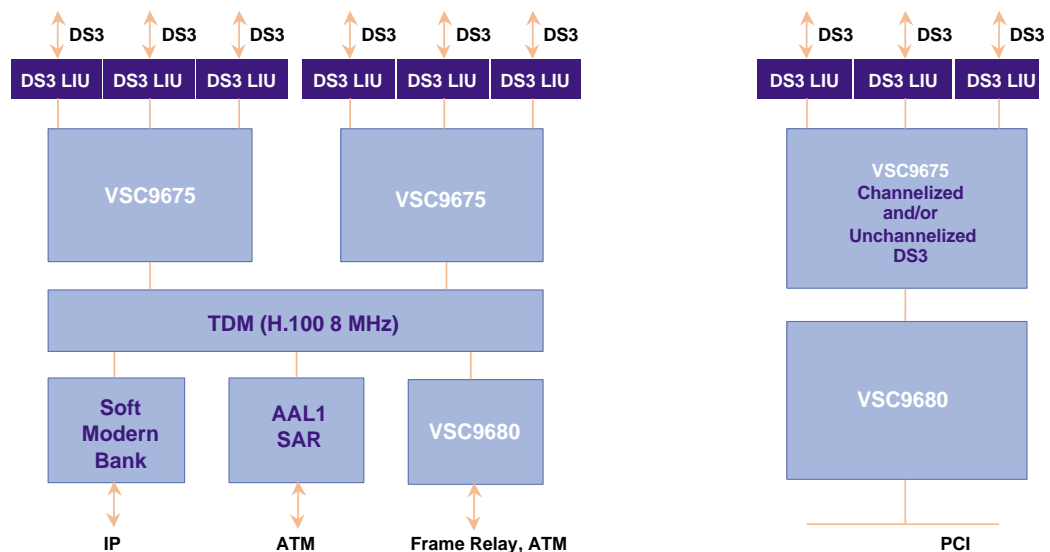 DS3 DS3 DS3 DS3 DS3 DS3 DS3 DS3 DS3
DS3 LIU DS3 LIU DS3 LIU DS3 LIU DS3 LIU DS3 LIU DS3 LIU DS3 LIU DS3 LIU
VSC9675
VSC9675
VSC9675
Channelized
and/or
Unchannelized
DS3
TDM (H.100 8 MHz)
Soft
Modern
Bank
AAL1
SAR
VSC9680
VSC9680
IP ATM Frame Relay, ATM PCI